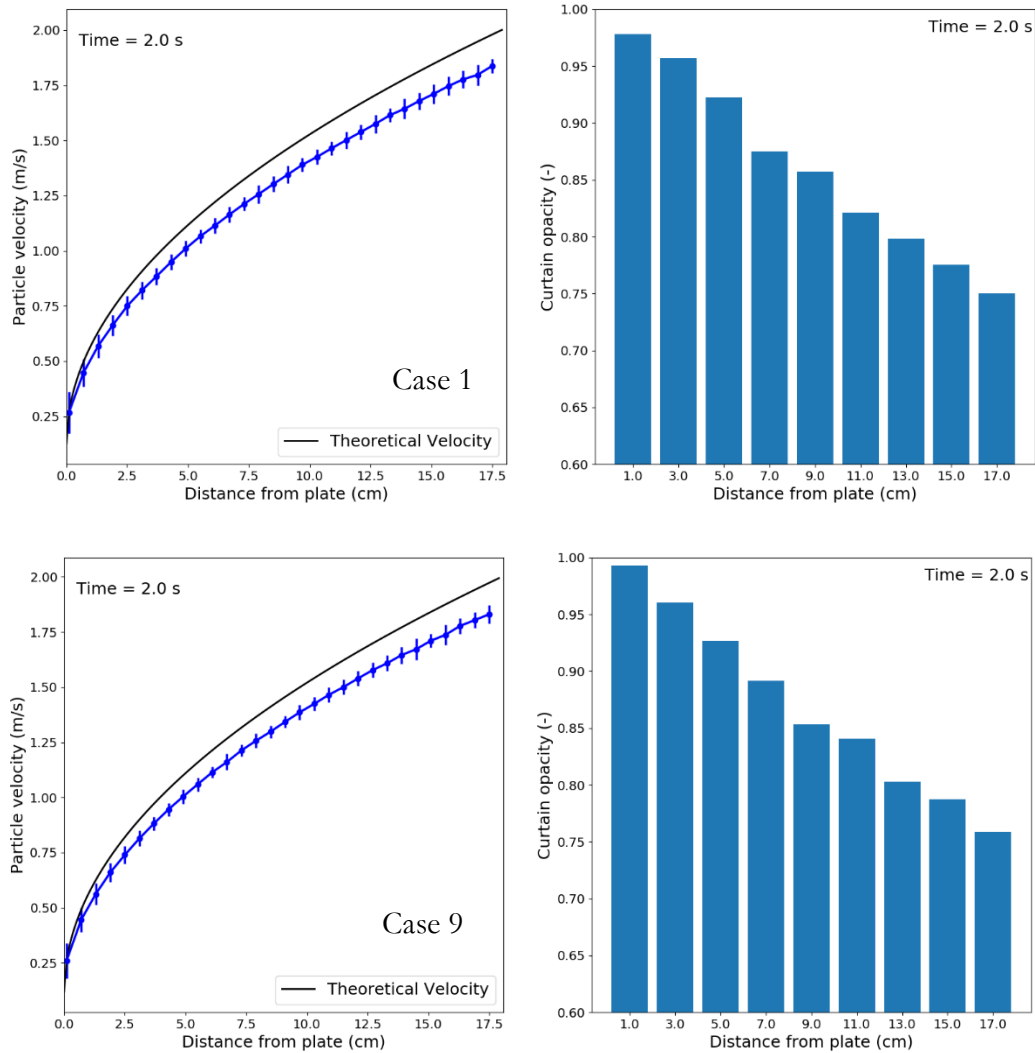 Time = 2.0 s
2.00
1.75
1.50
1.25
1.00
0.75
0.50
0.25
Particle velocity (m/s)
Case 1
Theoretical Velocity
0.0 2.5 5.0 7.5 10.0 12.5 15.0 17.5
Distance from plate (cm)
Time = 2.0 s
1.00
0.95
0.90
0.85
0.80
0.75
0.70
0.65
0.60
Curtain opacity (-)
1.0 3.0 5.0 7.0 9.0 11.0 13.0 15.0 17.0
Distance from plate (cm)
Time = 2.0 s
2.00
1.75
1.50
1.25
1.00
0.75
0.50
0.25
Particle velocity (m/s)
Case 9
Theoretical Velocity
0.0 2.5 5.0 7.5 10.0 12.5 15.0 17.5
Distance from plate (cm)
Time = 2.0 s
1.00
0.95
0.90
0.85
0.80
0.75
0.70
0.65
0.60
Curtain opacity (-)
1.0 3.0 5.0 7.0 9.0 11.0 13.0 15.0 17.0
Distance from plate (cm)